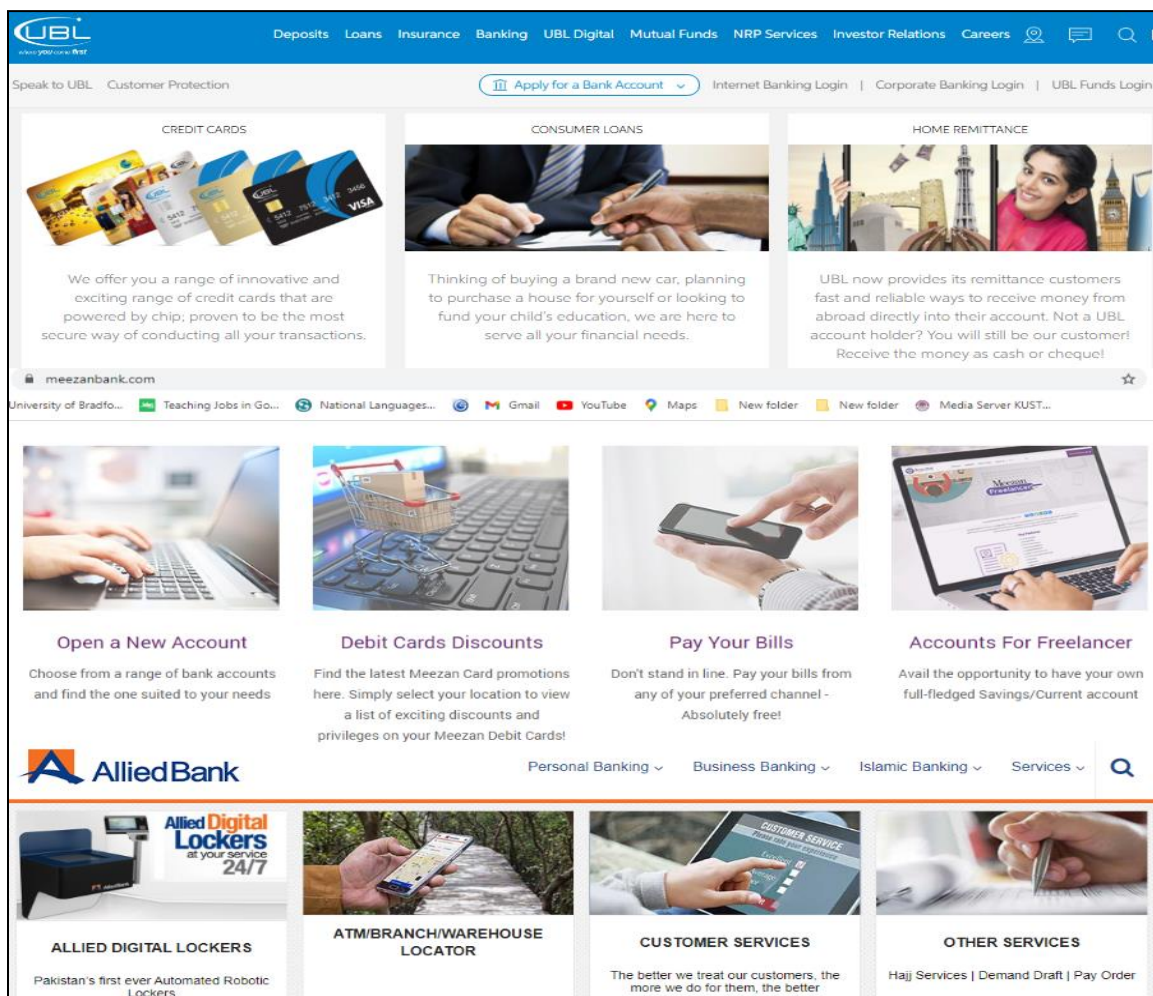 UBL
where you come first
Deposits Loans Insurance Banking UBL Digital Mutual Funds NRP Services Investor Relations Careers
Speak to UBL Customer Protection Apply for a Bank Account Internet Banking Login | Corporate Banking Login | UBL Funds Login
CREDIT CARDS
UBL
5412 7512 3412 3456
VISA
We offer you a range of innovative and
exciting range of credit cards that are
powered by chip; proven to be the most
secure way of conducting all your transactions.
CONSUMER LOANS
Thinking of buying a brand new car, planning
to purchase a house for yourself or looking to
fund your child's education, we are here to
serve all your financial needs.
HOME REMITTANCE
UBL now provides its remittance customers
fast and reliable ways to receive money from
abroad directly into their account. Not a UBL
account holder? You will still be our customer!
Receive the money as cash or cheque!
meezanbank.com
University of Bradfo... Teaching Jobs in Go... National Languages... Gmail YouTube Maps New folder New folder Media Server KUST...
Meezan
Freelancer
Open a New Account
Choose from a range of bank accounts
and find the one suited to your needs
Debit Cards Discounts
Find the latest Meezan Card promotions
here. Simply select your location to view
a list of exciting discounts and
privileges on your Meezan Debit Cards!
Pay Your Bills
Don't stand in line. Pay your bills from
any of your preferred channel -
Absolutely free!
Accounts For Freelancer
Avail the opportunity to have your own
full-fledged Savings/Current account
Allied Bank
Personal Banking Business Banking Islamic Banking Services
Allied Digital
Lockers
at your service
24/7
ALLIED DIGITAL LOCKERS
Pakistan's first ever Automated Robotic
Lockers
ATM/BRANCH/WAREHOUSE
LOCATOR
CUSTOMER SERVICE
Please rate your experience
Excellent
CUSTOMER SERVICES
The better we treat our customers, the
more we do for them, the better
OTHER SERVICES
Hajj Services | Demand Draft | Pay Order